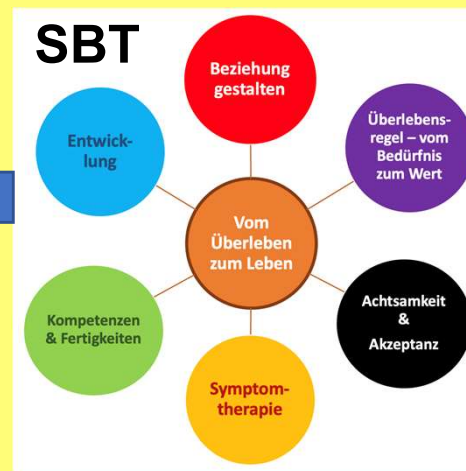 SBT
Beziehung
gestalten
Überlebens-
regel – vom
Bedürfnis
zum Wert
Achtsamkeit
&
Akzeptanz
Symptom-
therapie
Kompetenzen
& Fertigkeiten
Entwick-
lung
Vom
Überleben
zum Leben